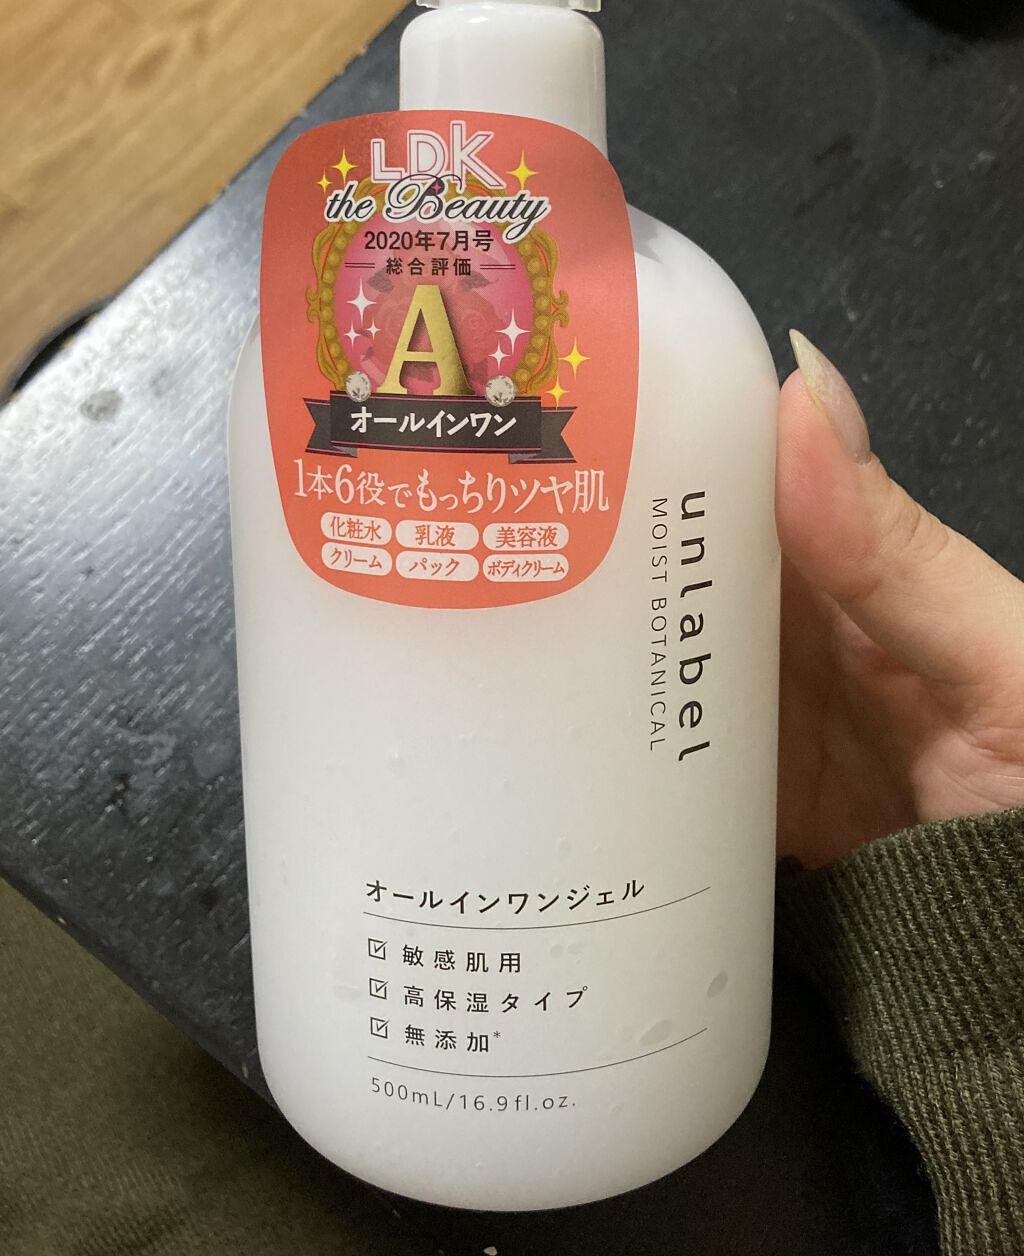 LDK
the Beauty
2020年7月号
総合評価
A
オールインワン
1本6役でもっちりツヤ肌
化粧水 乳液 美容液
クリーム パック ボディクリーム
unlabel
MOIST BOTANICAL
オールインワンジェル
☑ 敏感肌用
☑ 高保湿タイプ
☑ 無添加*
500mL/16.9fl.oz.